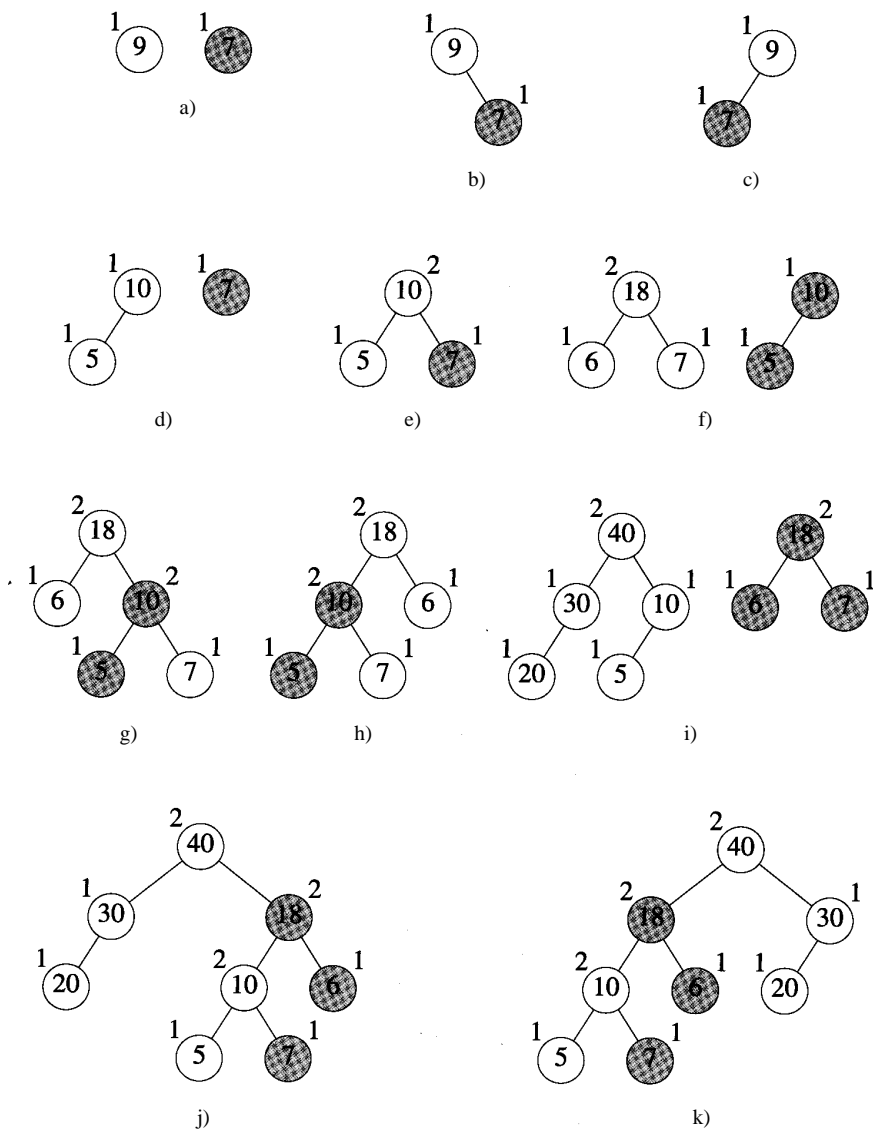 1 9 1 7
a)
1 9
7 1
b)
1 9
1 7
c)
1 10 1 7
1 5
d)
10 2
1 5 7 1
e)
2 18 1 10
1 6 7 1 1 5
f)
2 18
1 6 10 2
1 5 7 1
g)
2 18
2 10 6 1
1 5 7 1
h)
2 40 18 2
1 30 10 1 1 6 7 1
1 20 1 5
i)
2 40
1 30 18 2
1 20 2 10 6 1
1 5 7 1
j)
2 40
2 18 30 1
2 10 6 1 1 20
1 5 7 1
k)